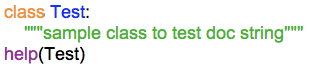 class Test:
    """sample class to test doc string"""
help(Test)